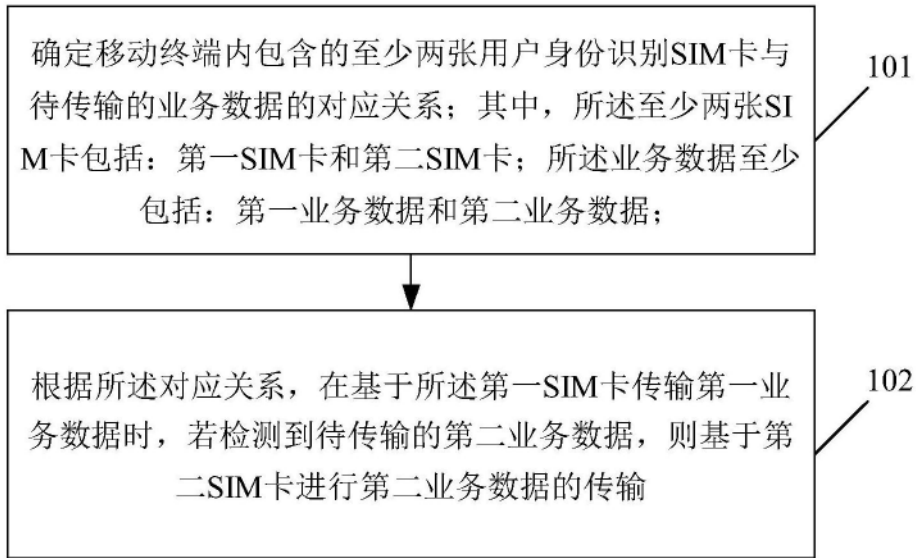 确定移动终端内包含的至少两张用户身份识别SIM卡与
待传输的业务数据的对应关系；其中，所述至少两张SI
M卡包括：第一SIM卡和第二SIM卡；所述业务数据至少
包括：第一业务数据和第二业务数据；
101
根据所述对应关系，在基于所述第一SIM卡传输第一业
务数据时，若检测到待传输的第二业务数据，则基于第
二SIM卡进行第二业务数据的传输
102